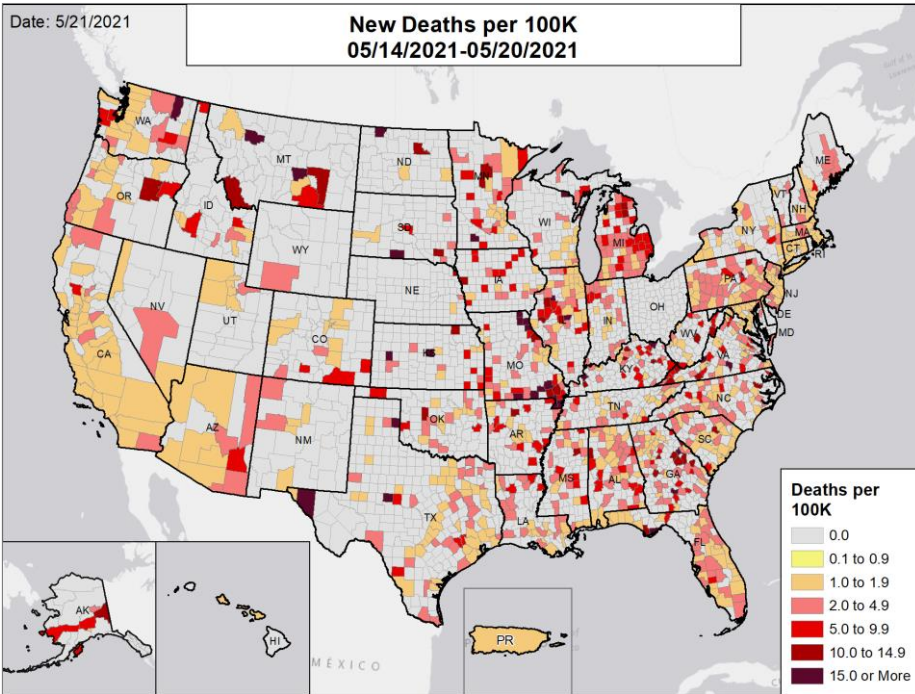 Date: 5/21/2021
New Deaths per 100K
05/14/2021-05/20/2021
WA
MT
ND
MN
ME
OR
ID
WI
VT
NH
SD
WY
MI
NY
MA
CT
RI
IA
PA
NE
NJ
NV
UT
IN
OH
DE
CO
MD
CA
KS
MO
WV
VA
KY
NC
TN
OK
AZ
NM
AR
SC
MS
AL
GA
TX
LA
FL
AK
HI
PR
MÉXICO
Deaths per
100K
0.0
0.1 to 0.9
1.0 to 1.9
2.0 to 4.9
5.0 to 9.9
10.0 to 14.9
15.0 or More